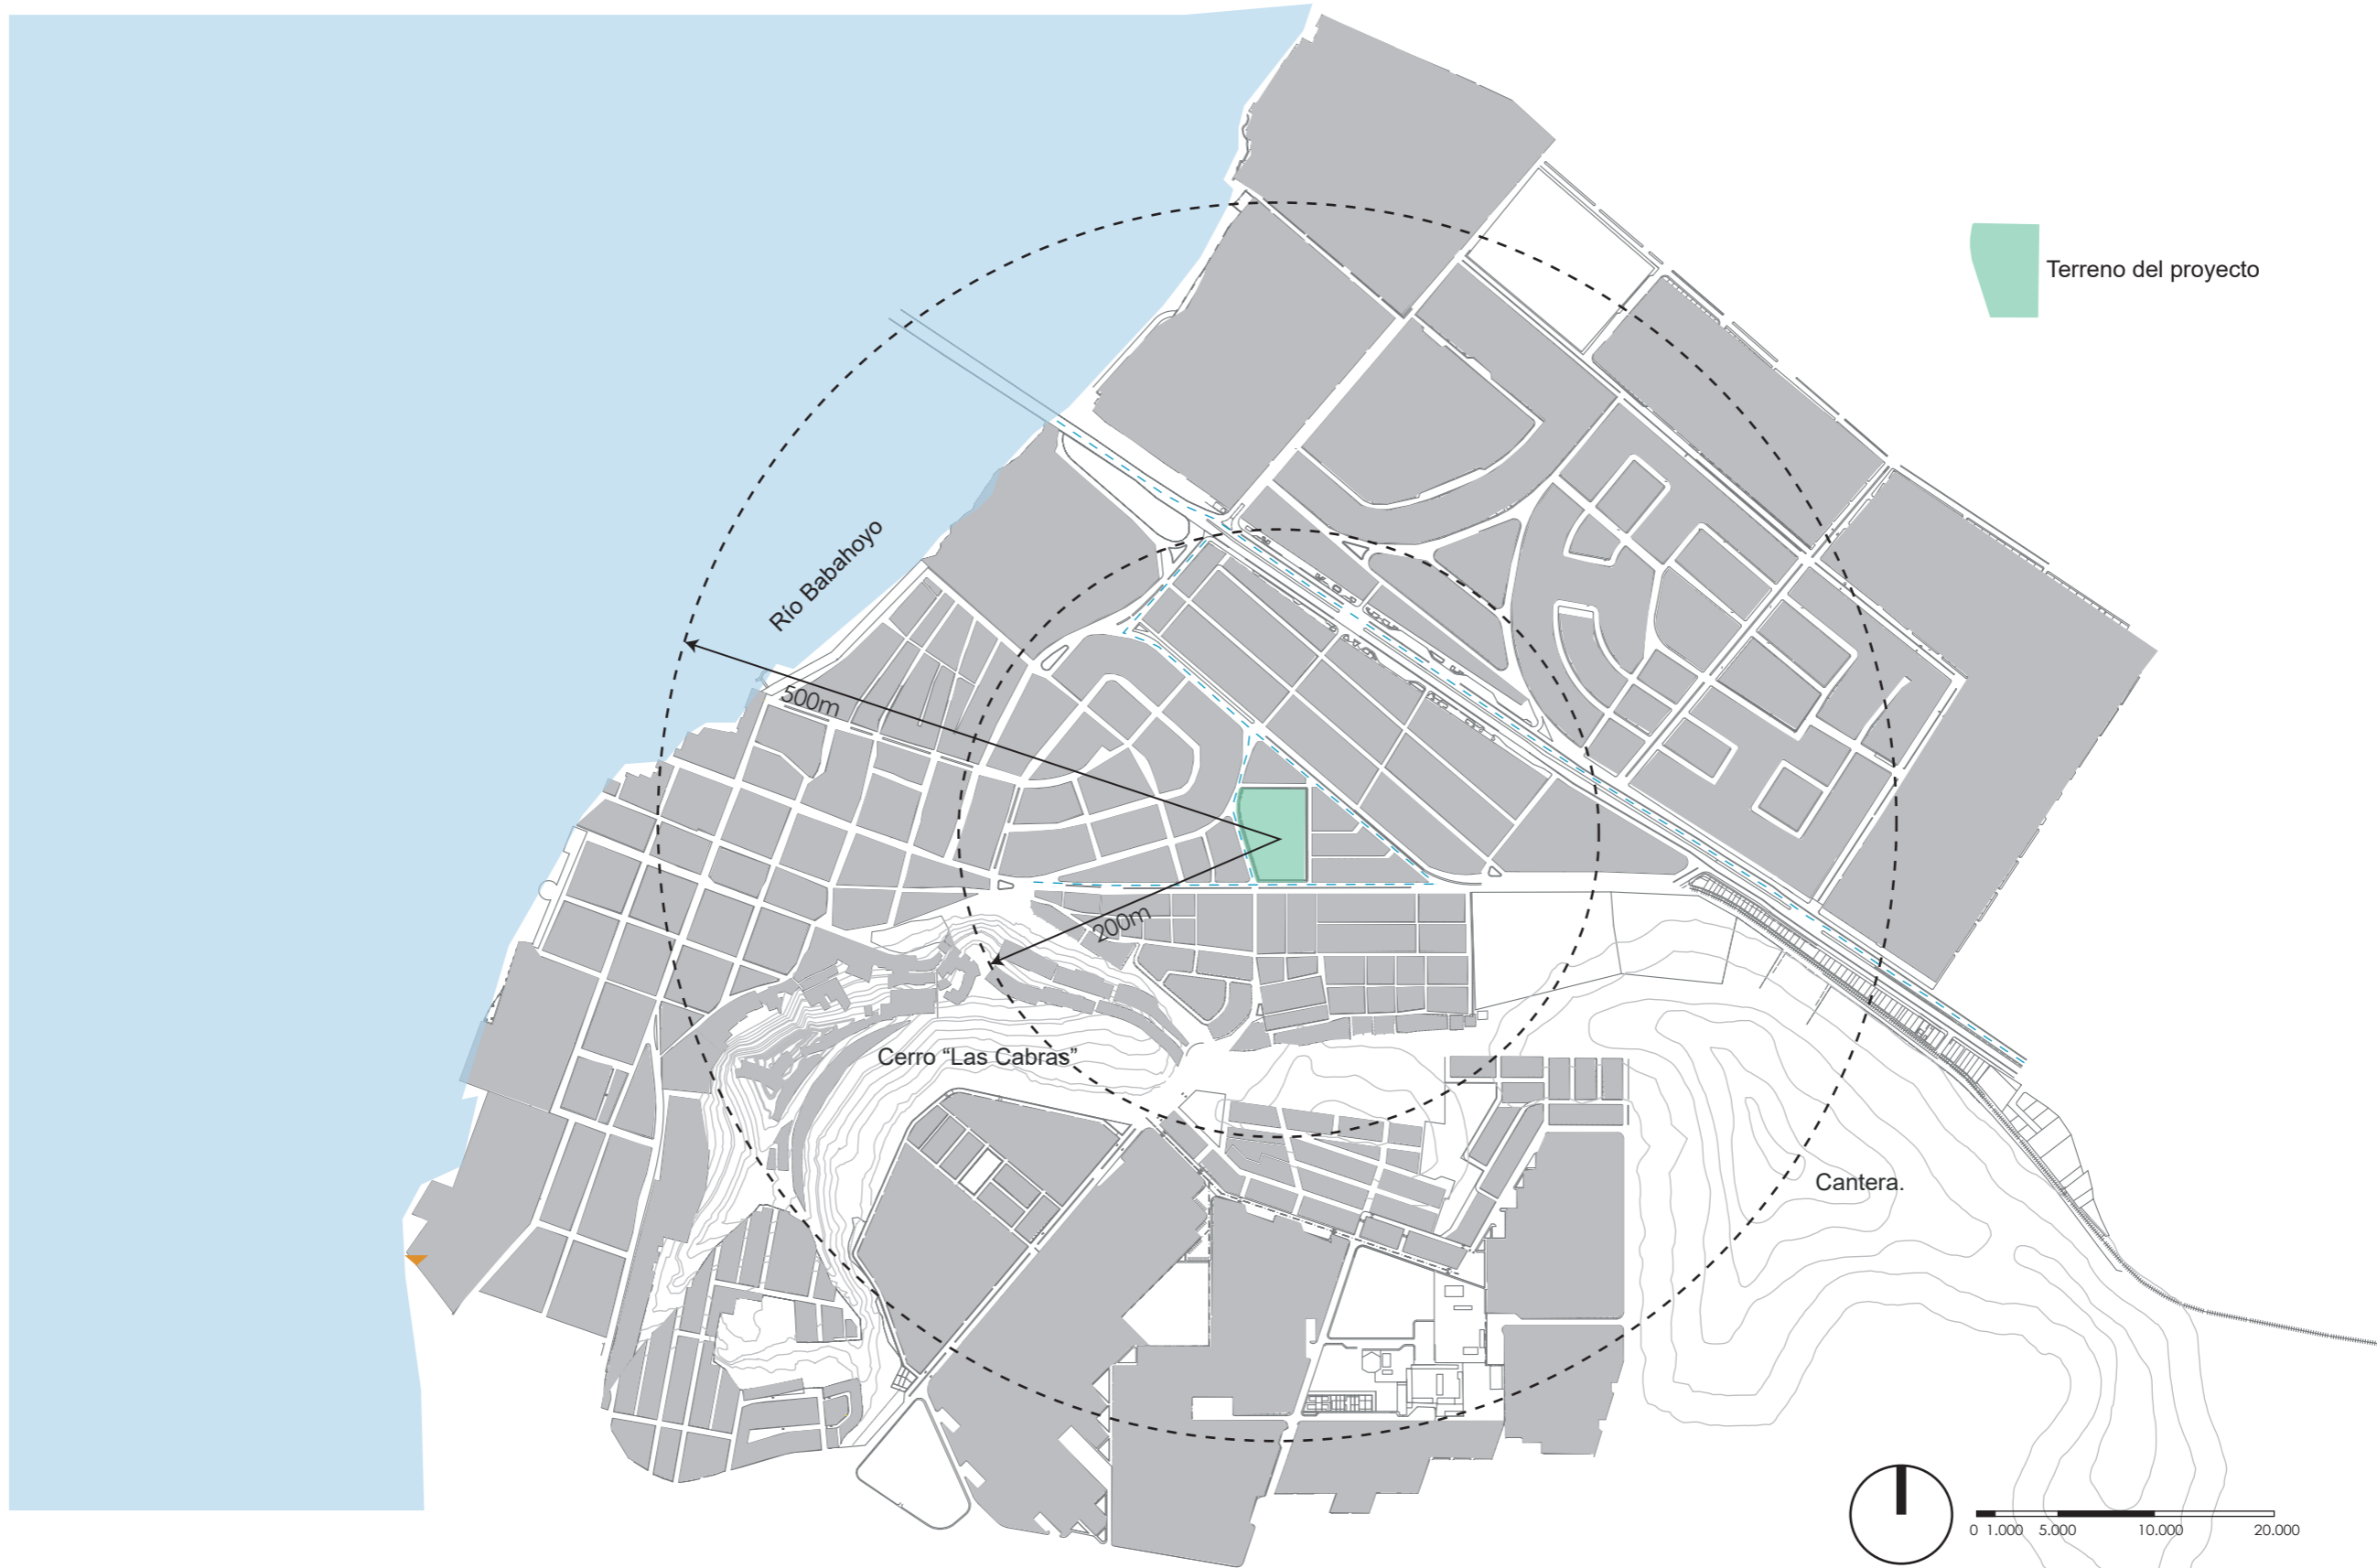 Terreno del proyecto
Río Babahoyo
500m
200m
Cerro “Las Cabras”
Cantera.
0 1.000 5.000 10.000 20.000